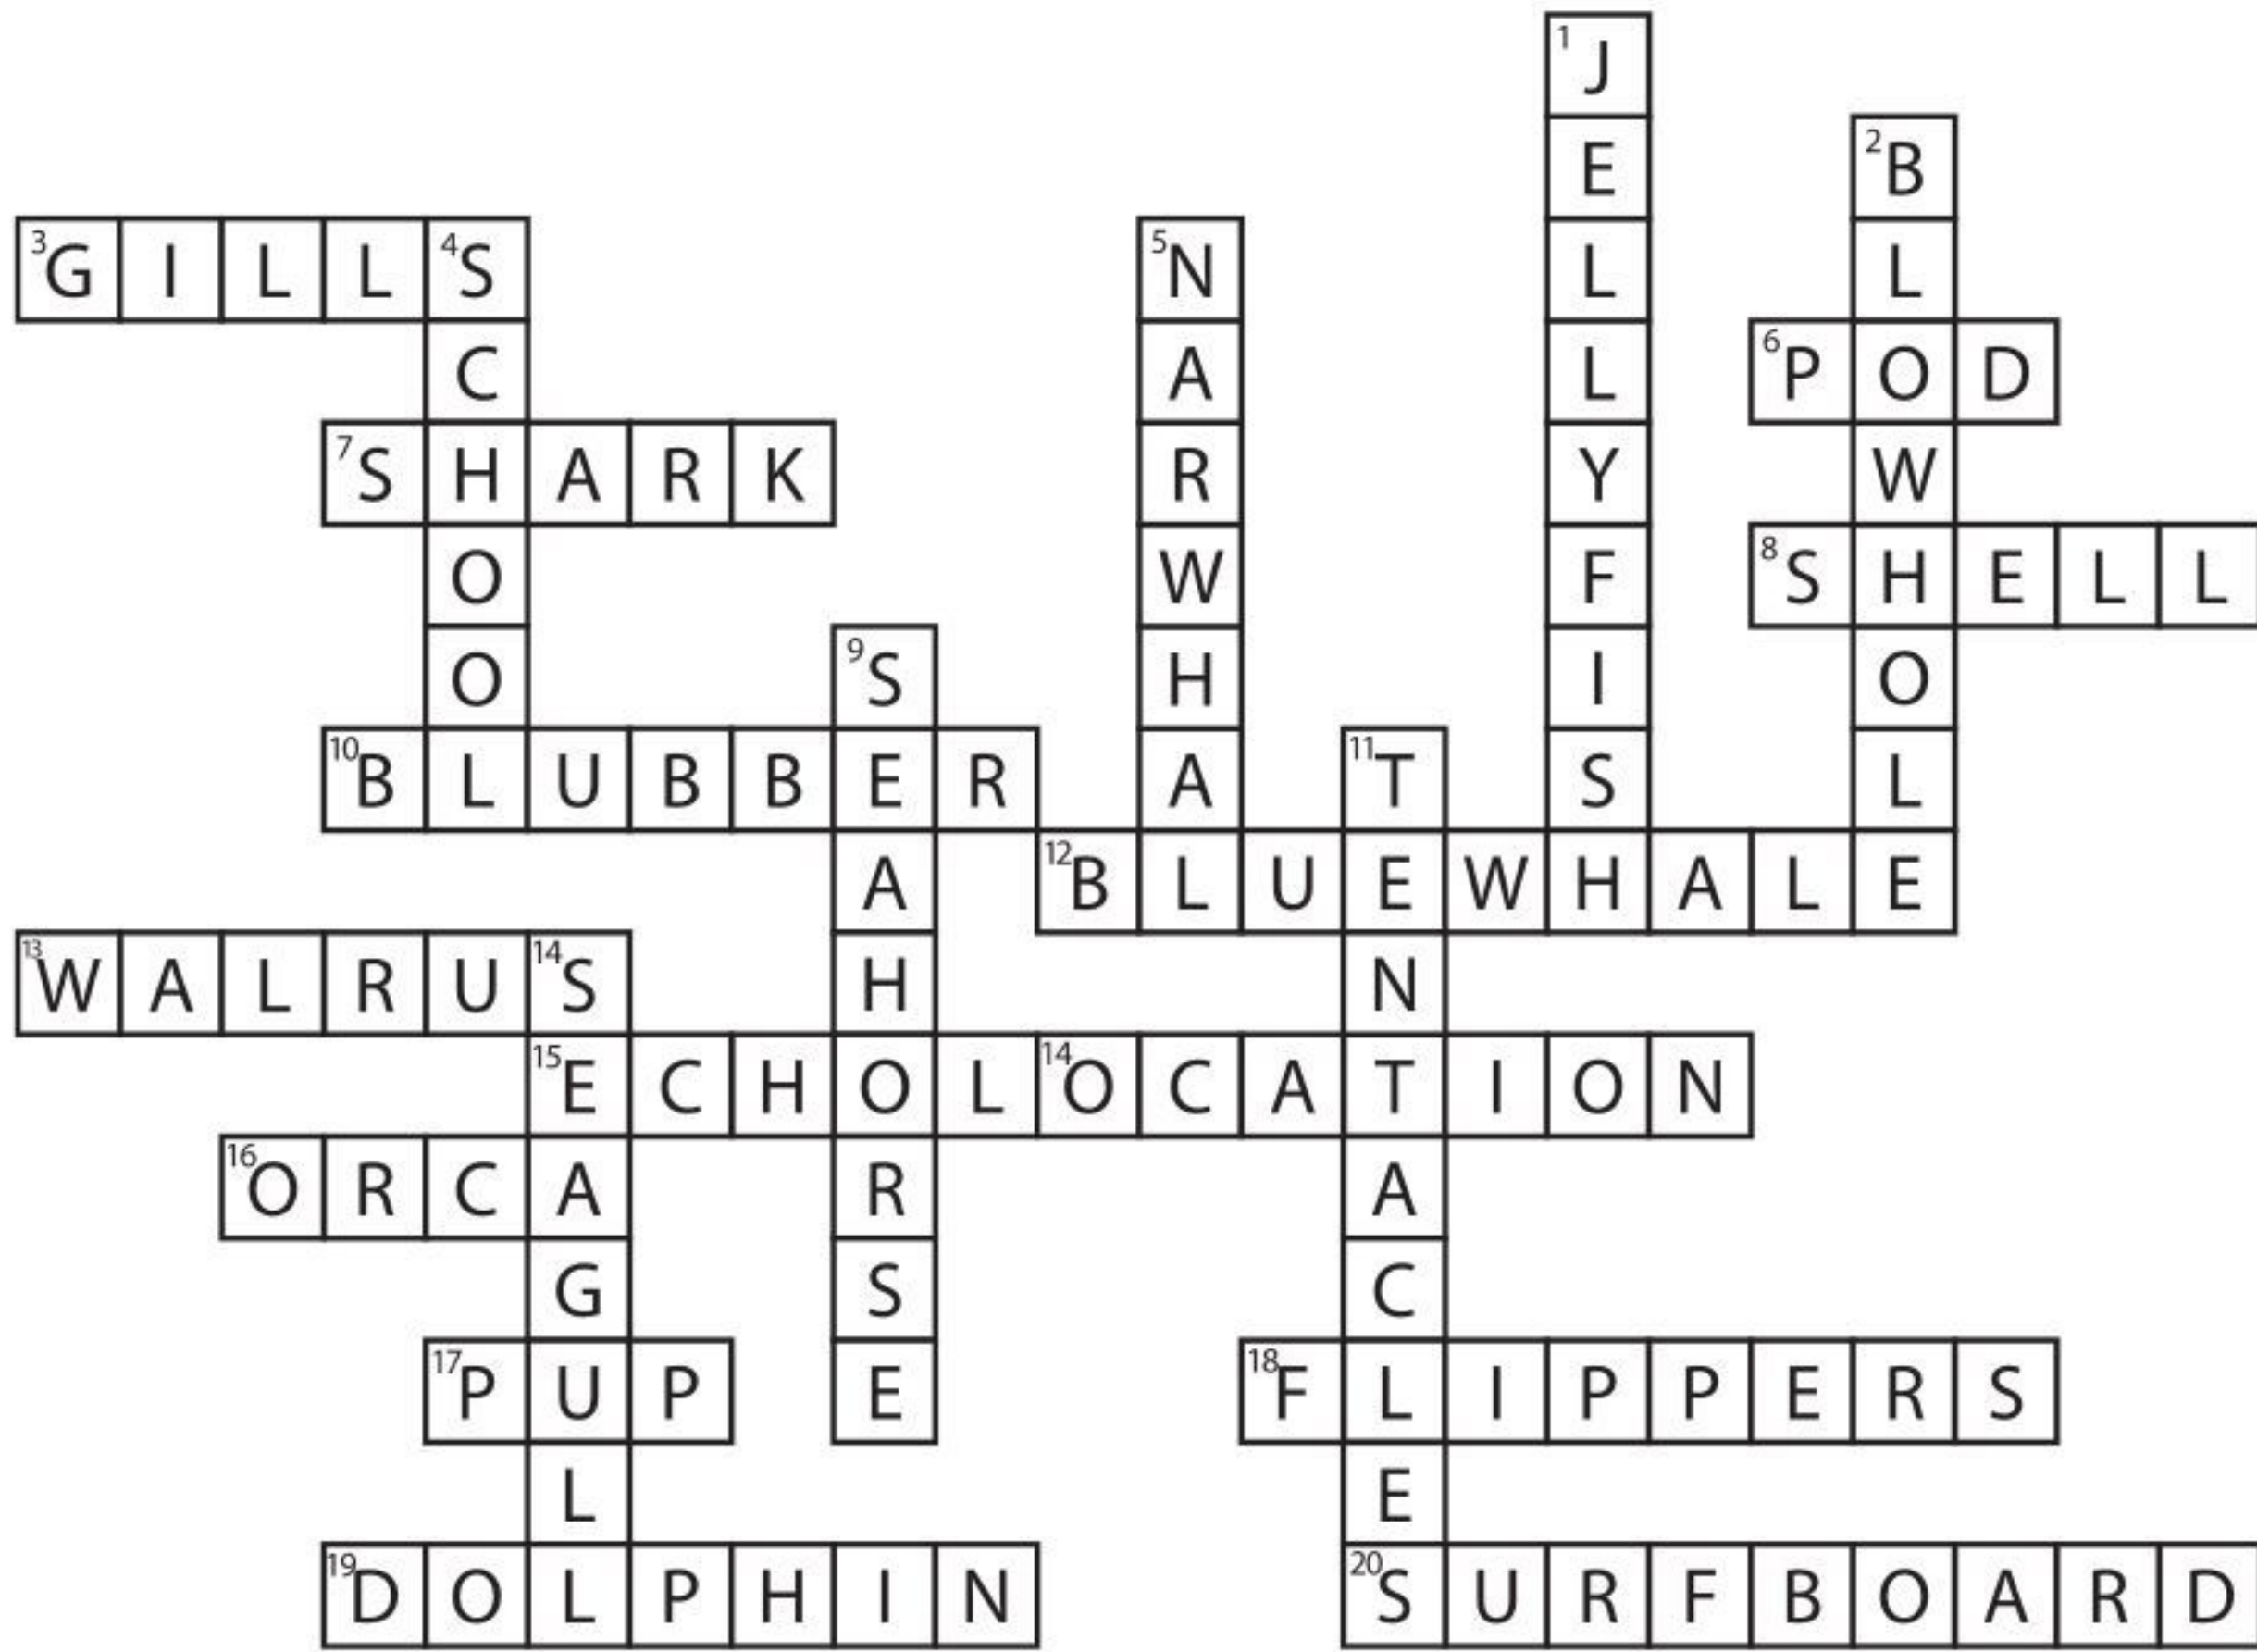 1 J
E 2 B
3 G I L L 4 S 5 N L L
C A L 6 P O D
7 S H A R K R Y W
O W F 8 S H E L L
O 9 S H I O
10 B L U B B E R A 11 T S L
A 12 B L U E W H A L E
13 W A L R U 14 S H N
15 E C H O L 14 O C A T I O N
16 O R C A R A
G S C
17 P U P E 18 F L I P P E R S
L E
19 D O L P H I N 20 S U R F B O A R D